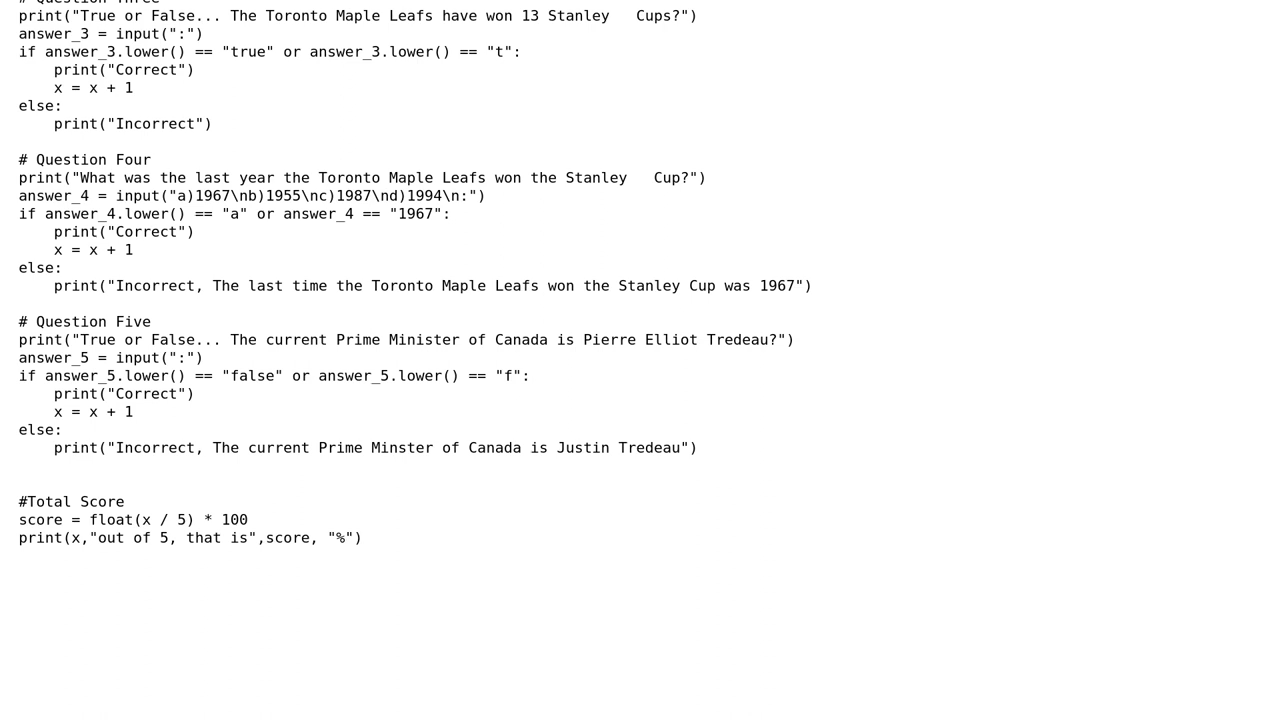 # Question Three
print("True or False... The Toronto Maple Leafs have won 13 Stanley   Cups?")
answer_3 = input(":")
if answer_3.lower() == "true" or answer_3.lower() == "t":
    print("Correct")
    x = x + 1
else:
    print("Incorrect")

# Question Four
print("What was the last year the Toronto Maple Leafs won the Stanley   Cup?")
answer_4 = input("a)1967\nb)1955\nc)1987\nd)1994\n:")
if answer_4.lower() == "a" or answer_4 == "1967":
    print("Correct")
    x = x + 1
else:
    print("Incorrect, The last time the Toronto Maple Leafs won the Stanley Cup was 1967")

# Question Five
print("True or False... The current Prime Minister of Canada is Pierre Elliot Tredeau?")
answer_5 = input(":")
if answer_5.lower() == "false" or answer_5.lower() == "f":
    print("Correct")
    x = x + 1
else:
    print("Incorrect, The current Prime Minster of Canada is Justin Tredeau")


#Total Score
score = float(x / 5) * 100
print(x,"out of 5, that is",score, "%")